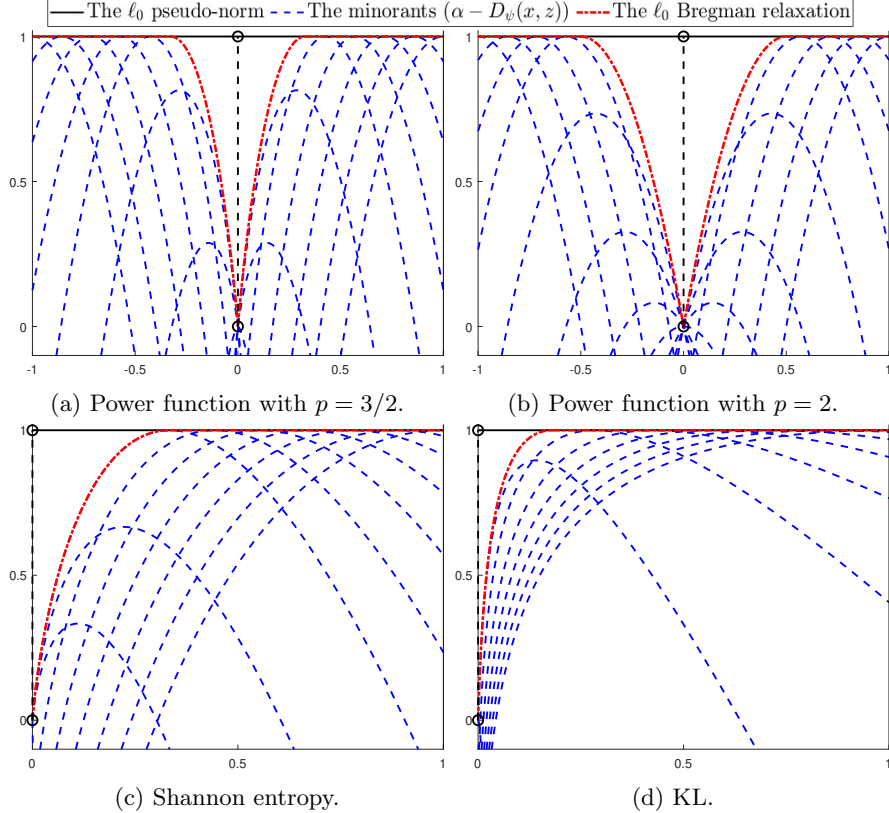 The ℓ₀ pseudo-norm The minorants (α − D_ψ(x, z)) The ℓ₀ Bregman relaxation
1 1
0.5 0.5
0 0
-1 -0.5 0 0.5 1 -1 -0.5 0 0.5 1
(a) Power function with p = 3/2. (b) Power function with p = 2.
1 1
0.5 0.5
0 0
0 0.5 1 0 0.5 1
(c) Shannon entropy. (d) KL.